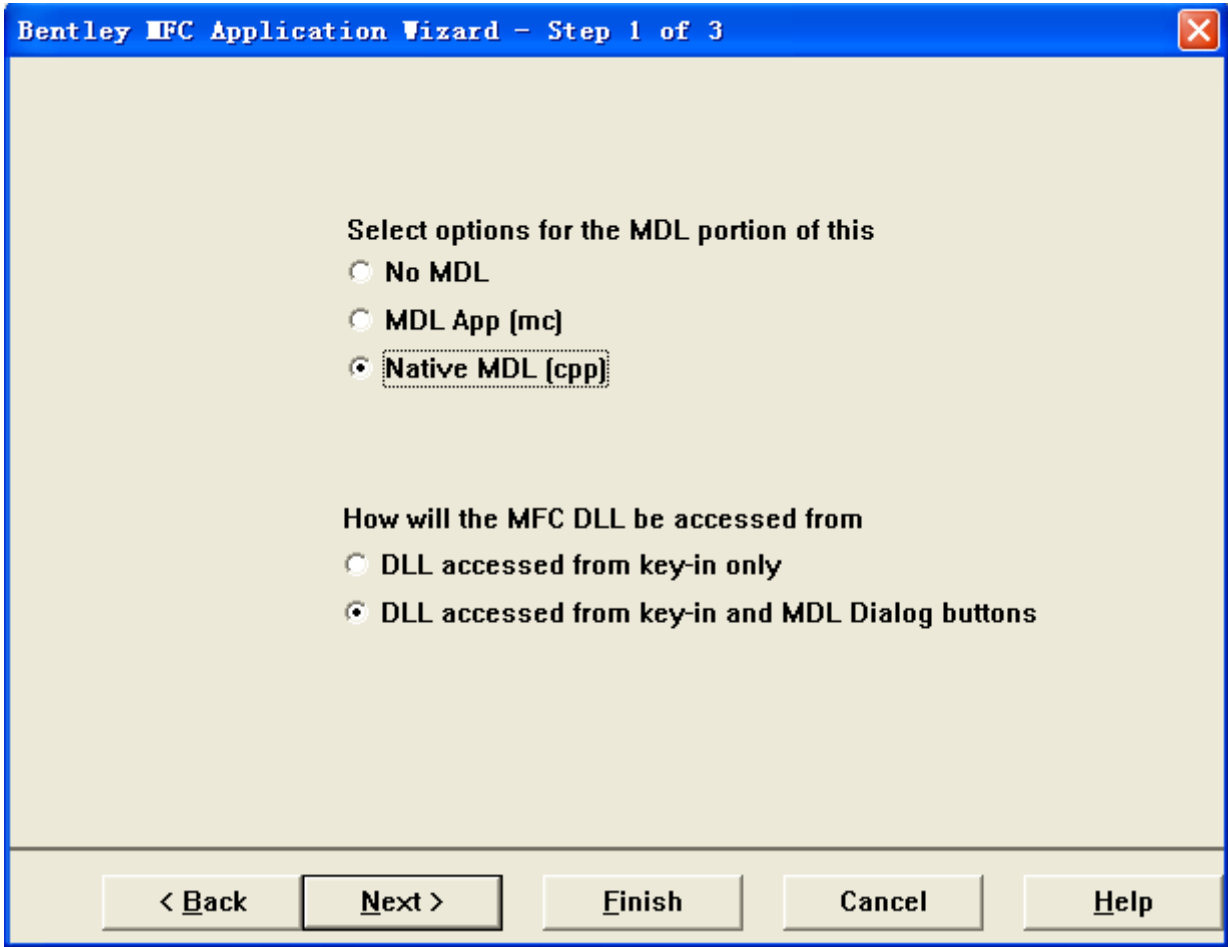 Bentley MFC Application Wizard - Step 1 of 3
Select options for the MDL portion of this
No MDL
MDL App (mc)
Native MDL (cpp)
How will the MFC DLL be accessed from
DLL accessed from key-in only
DLL accessed from key-in and MDL Dialog buttons
< Back Next > Finish Cancel Help